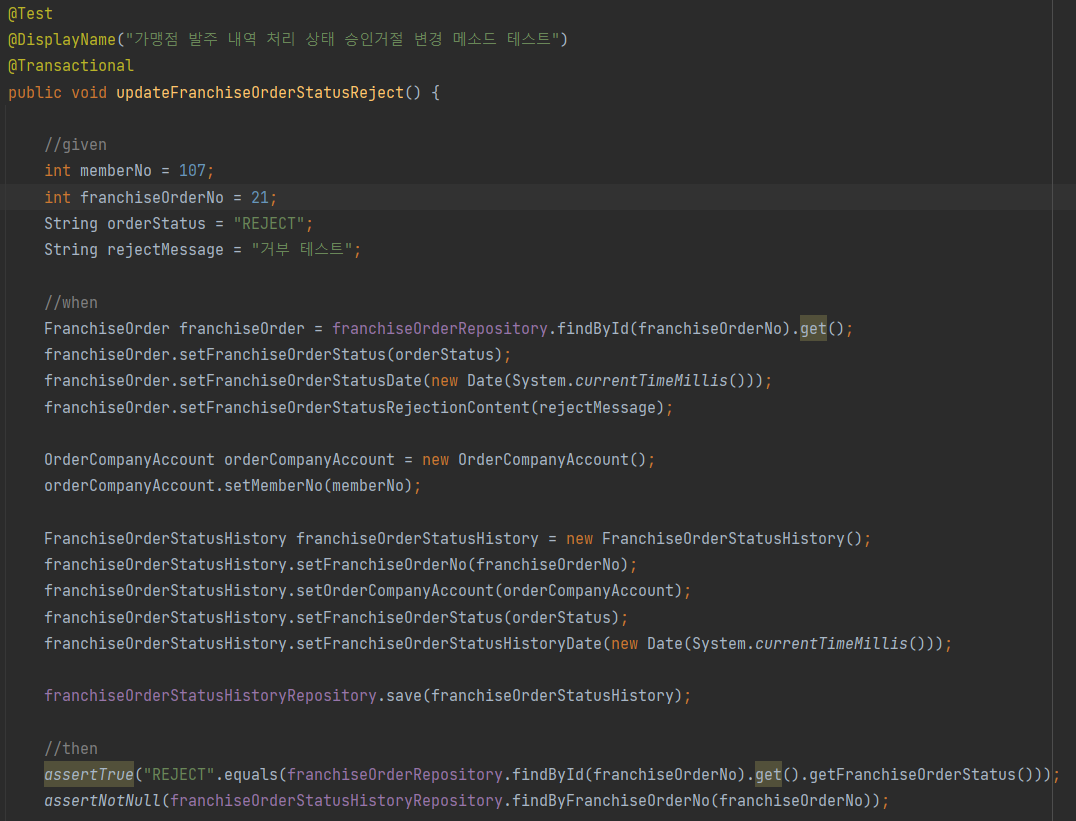 @Test
@DisplayName("가맹점 발주 내역 처리 상태 승인거절 변경 메소드 테스트")
@Transactional
public void updateFranchiseOrderStatusReject() {
//given
int memberNo = 107;
int franchiseOrderNo = 21;
String orderStatus = "REJECT";
String rejectMessage = "거부 테스트";
//when
FranchiseOrder franchiseOrder = franchiseOrderRepository.findById(franchiseOrderNo).get();
franchiseOrder.setFranchiseOrderStatus(orderStatus);
franchiseOrder.setFranchiseOrderStatusDate(new Date(System.currentTimeMillis()));
franchiseOrder.setFranchiseOrderStatusRejectionContent(rejectMessage);
OrderCompanyAccount orderCompanyAccount = new OrderCompanyAccount();
orderCompanyAccount.setMemberNo(memberNo);
FranchiseOrderStatusHistory franchiseOrderStatusHistory = new FranchiseOrderStatusHistory();
franchiseOrderStatusHistory.setFranchiseOrderNo(franchiseOrderNo);
franchiseOrderStatusHistory.setOrderCompanyAccount(orderCompanyAccount);
franchiseOrderStatusHistory.setFranchiseOrderStatus(orderStatus);
franchiseOrderStatusHistory.setFranchiseOrderStatusHistoryDate(new Date(System.currentTimeMillis()));
franchiseOrderStatusHistoryRepository.save(franchiseOrderStatusHistory);
//then
assertTrue("REJECT".equals(franchiseOrderRepository.findById(franchiseOrderNo).get().getFranchiseOrderStatus()));
assertNotNull(franchiseOrderStatusHistoryRepository.findByFranchiseOrderNo(franchiseOrderNo));